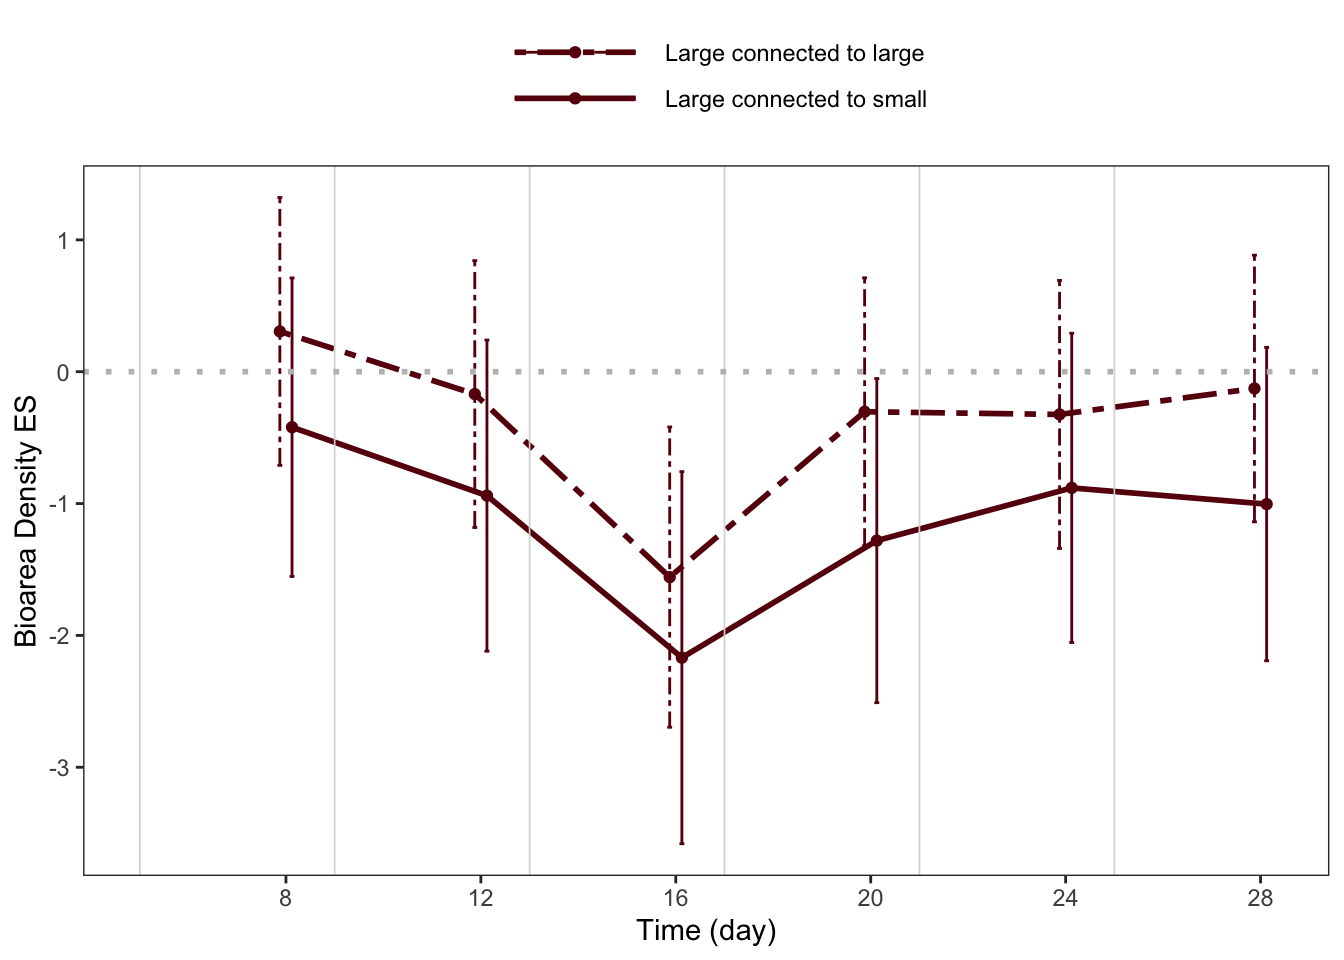 Large connected to large
Large connected to small
Bioarea Density ES
1
0
-1
-2
-3
8 12 16 20 24 28
Time (day)